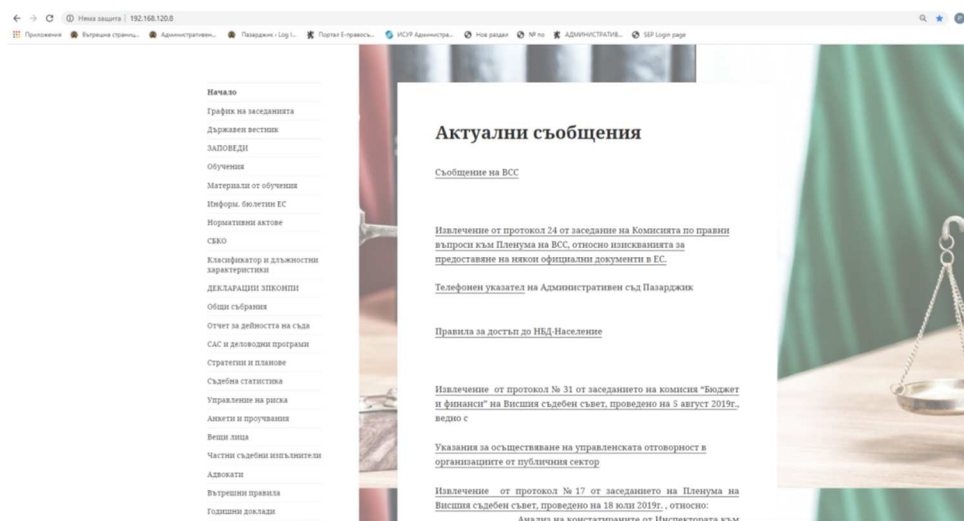 Няма защита | 192.168.120.8
Приложения Вътрешна страниц... Административен... Пазарджик › Log I... Портал Е-правосъ... ИСУР Администра... Нов раздел № по АДМИНИСТРАТИВ... SEP Login page
Начало
График на заседанията
Държавен вестник
ЗАПОВЕДИ
Обучения
Материали от обучения
Информ. бюлетин ЕС
Нормативни актове
СБКО
Класификатор и длъжностни
характеристики
ДЕКЛАРАЦИИ ЗПКОНПИ
Общи събрания
Отчет за дейността на съда
САС и деловодни програми
Стратегии и планове
Съдебна статистика
Управление на риска
Анкети и проучвания
Вещи лица
Частни съдебни изпълнители
Адвокати
Вътрешни правила
Годишни доклади
Актуални съобщения
Съобщение на ВСС
Извлечение от протокол 24 от заседание на Комисията по правни
въпроси към Пленума на ВСС, относно изискванията за
предоставяне на някои официални документи в ЕС.
Телефонен указател на Административен съд Пазарджик
Правила за достъп до НБД-Население
Извлечение от протокол № 31 от заседанието на комисия “Бюджет
и финанси” на Висшия съдебен съвет, проведено на 5 август 2019г.,
ведно с
Указания за осъществяване на управленската отговорност в
организациите от публичния сектор
Извлечение от протокол № 17 от заседанието на Пленума на
Висшия съдебен съвет, проведено на 18 юли 2019г. , относно:
Анализ на констатираните от Инспектората към